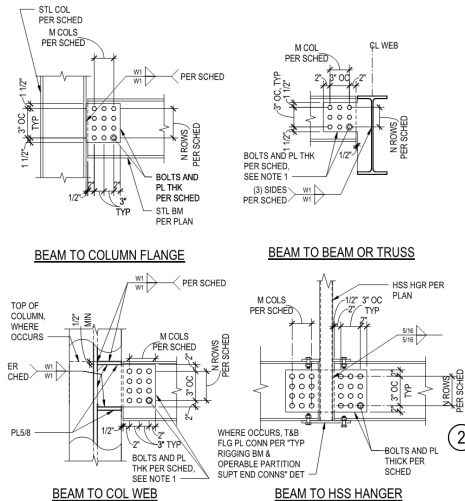 STL COL
PER SCHED
M COLS
PER SCHED
W1
W1
PER SCHED
1 1/2"
3" OC
TYP
1 1/2"
N ROWS
PER SCHED
BOLTS AND
PL THK
PER SCHED
STL BM
PER PLAN
1/2"
2"
3"
TYP
2"
BEAM TO COLUMN FLANGE
M COL
PER SCHED
CL WEB
2"
3" OC
2"
1 1/2"
3" OC, TYP
1 1/2"
N ROWS
PER SCHED
BOLTS AND
PL THK
PER SCHED,
SEE NOTE 1
1/2"
(3) SIDES
PER SCHED
W1
W1
BEAM TO BEAM OR TRUSS
W1
W1
PER SCHED
TOP OF
COLUMN,
WHERE
OCCURS
1/2"
MIN
M COLS
PER SCHED
ER
CHED
W1
W1
2"
3" OC
2"
N ROWS
PER SCHED
PL5/8
1/2"
2"
3" TYP
2"
BOLTS AND PL
THK PER SCHED,
SEE NOTE 1
BEAM TO COL WEB
HSS HGR PER
PLAN
M COLS
PER SCHED
1/2"
2"
3" OC
TYP
2"
5/16
5/16
2"
3" OC
TYP
2"
N ROWS
PER SCHED
WHERE OCCURS, T&B
FLG PL CONN PER "TYP
RIGGING BM &
OPERABLE PARTITION
SUPT END CONNS" DET
BOLTS AND PL
THICK PER
SCHED
2
BEAM TO HSS HANGER